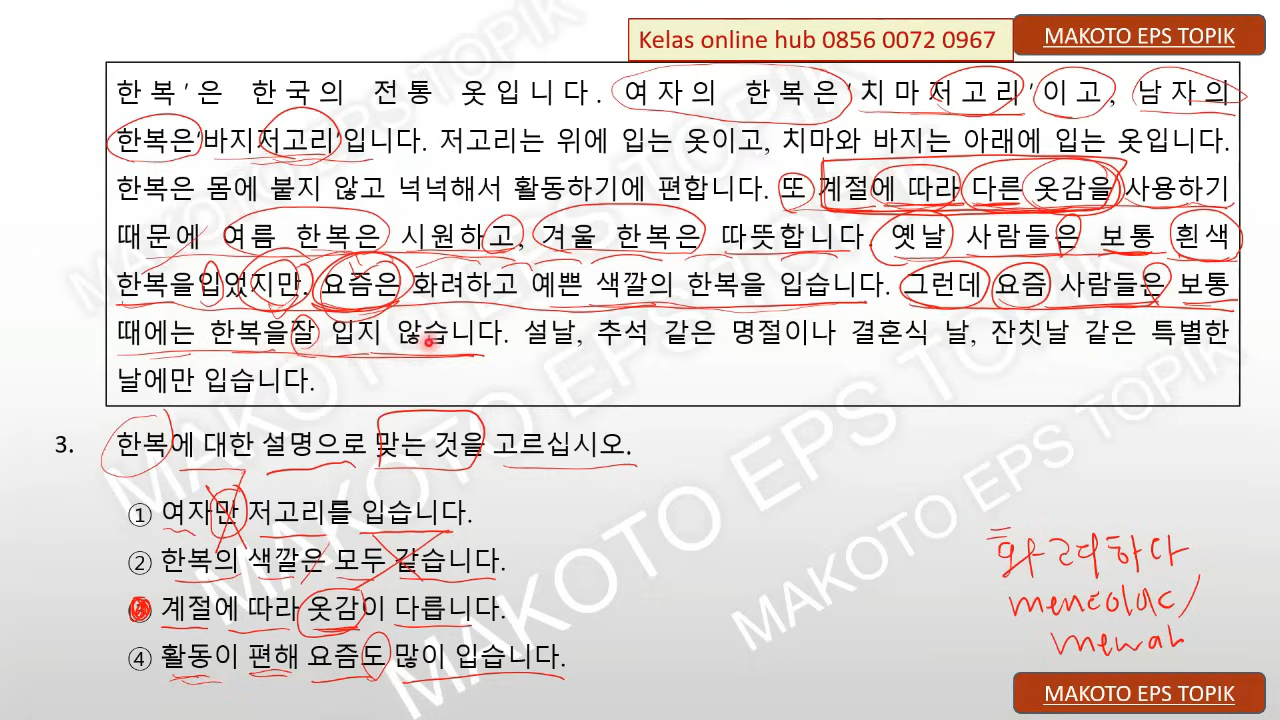 Kelas online hub 0856 0072 0967
MAKOTO EPS TOPIK
한복'은 한국의 전통 옷입니다. 여자의 한복은'치마저고리'이고, 남자의
한복은'바지저고리'입니다. 저고리는 위에 입는 옷이고, 치마와 바지는 아래에 입는 옷입니다.
한복은 몸에 붙지 않고 넉넉해서 활동하기에 편합니다. 또 계절에 따라 다른 옷감을 사용하기
때문에 여름 한복은 시원하고, 겨울 한복은 따뜻합니다. 옛날 사람들은 보통 흰색
한복을입었지만, 요즘은 화려하고 예쁜 색깔의 한복을 입습니다. 그런데 요즘 사람들은 보통
때에는 한복을잘 입지 않습니다. 설날, 추석 같은 명절이나 결혼식 날, 잔칫날 같은 특별한
날에만 입습니다.
3. 한복에 대한 설명으로 맞는 것을 고르십시오.
① 여자만 저고리를 입습니다.
② 한복의 색깔은 모두 같습니다.
③ 계절에 따라 옷감이 다릅니다.
④ 활동이 편해 요즘도 많이 입습니다.
화려하다
mencolok/
mewah
MAKOTO EPS TOPIK
MAKOTO EPS TOPIK
MAKOTO EPS TOPIK
MAKOTO EPS TOPIK
MAKOTO EPS TOPIK